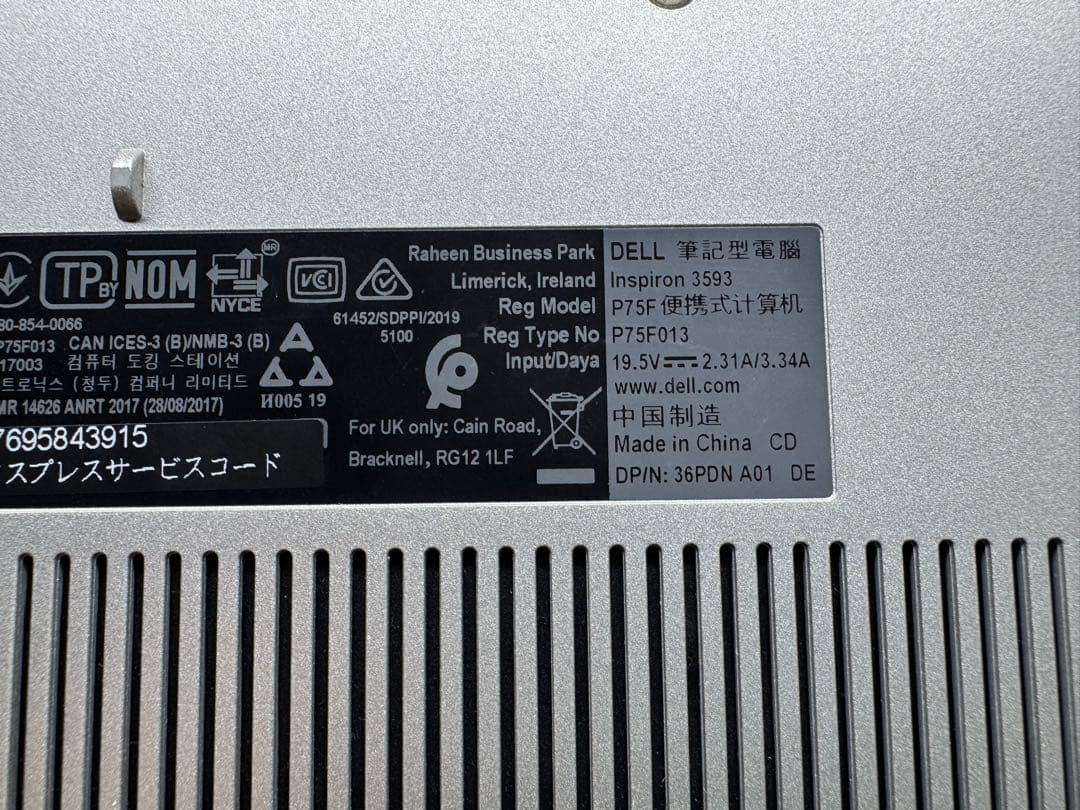 TP BY NOM NYCE MR VCI
80-854-0066
P75F013 CAN ICES-3 (B)/NMB-3 (B)
17003 컴퓨터 도킹 스테이션
트로닉스 (청두) 컴퍼니 리미티드
MR 14626 ANRT 2017 (28/08/2017)
61452/SDPPI/2019
5100
И005 19
7695843915
スプレスサービスコード
Raheen Business Park
Limerick, Ireland
Reg Model
Reg Type No
Input/Daya
For UK only: Cain Road,
Bracknell, RG12 1LF
DELL 筆記型電腦
Inspiron 3593
P75F 便携式计算机
P75F013
19.5V⎓2.31A/3.34A
www.dell.com
中国制造
Made in China CD
DP/N: 36PDN A01 DE